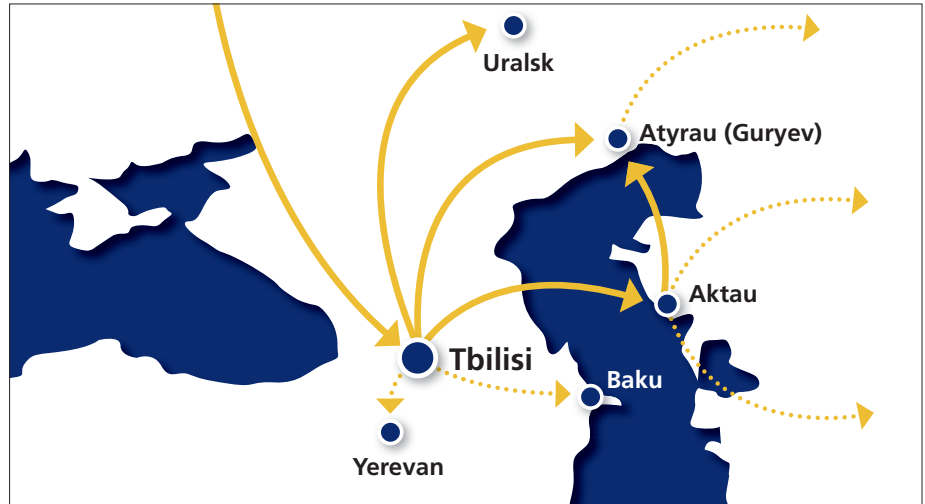 Uralsk
Atyrau (Guryev)
Aktau
Tbilisi
Baku
Yerevan